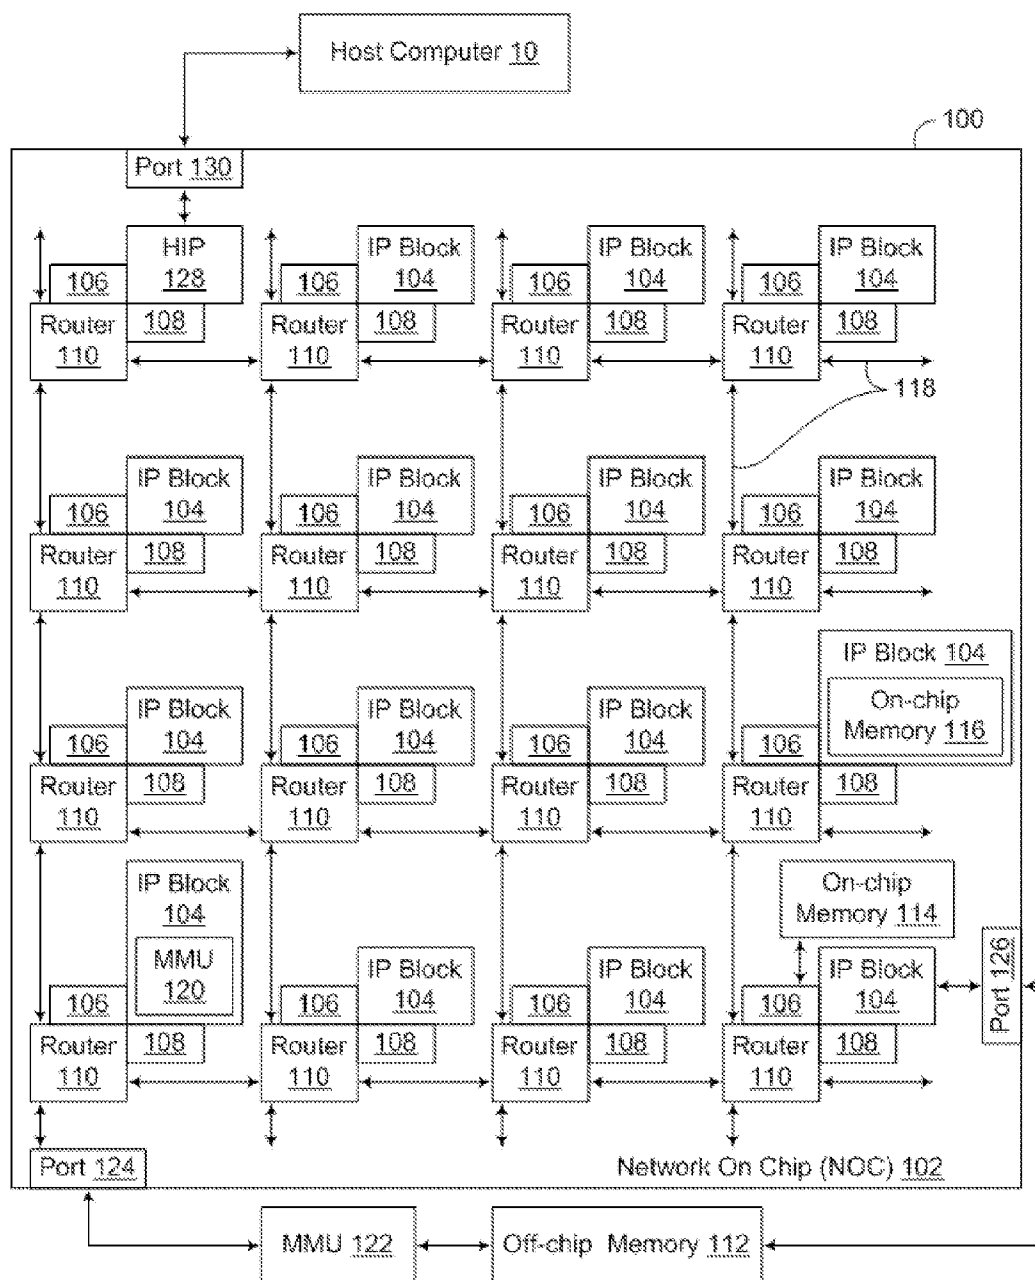 Host Computer 10
100
Port 130
HIP
128
106
108
Router
110
IP Block
104
106
108
Router
110
IP Block
104
106
108
Router
110
IP Block
104
106
108
Router
110
118
IP Block
104
106
108
Router
110
IP Block
104
106
108
Router
110
IP Block
104
106
108
Router
110
IP Block
104
106
108
Router
110
IP Block
104
106
108
Router
110
IP Block
104
106
108
Router
110
IP Block
104
106
108
Router
110
IP Block 104
On-chip
Memory 116
106
108
Router
110
IP Block
104
MMU
120
106
108
Router
110
IP Block
104
106
108
Router
110
IP Block
104
106
108
Router
110
On-chip
Memory 114
IP Block
104
106
108
Router
110
Port 126
Port 124
Network On Chip (NOC) 102
MMU 122
Off-chip Memory 112